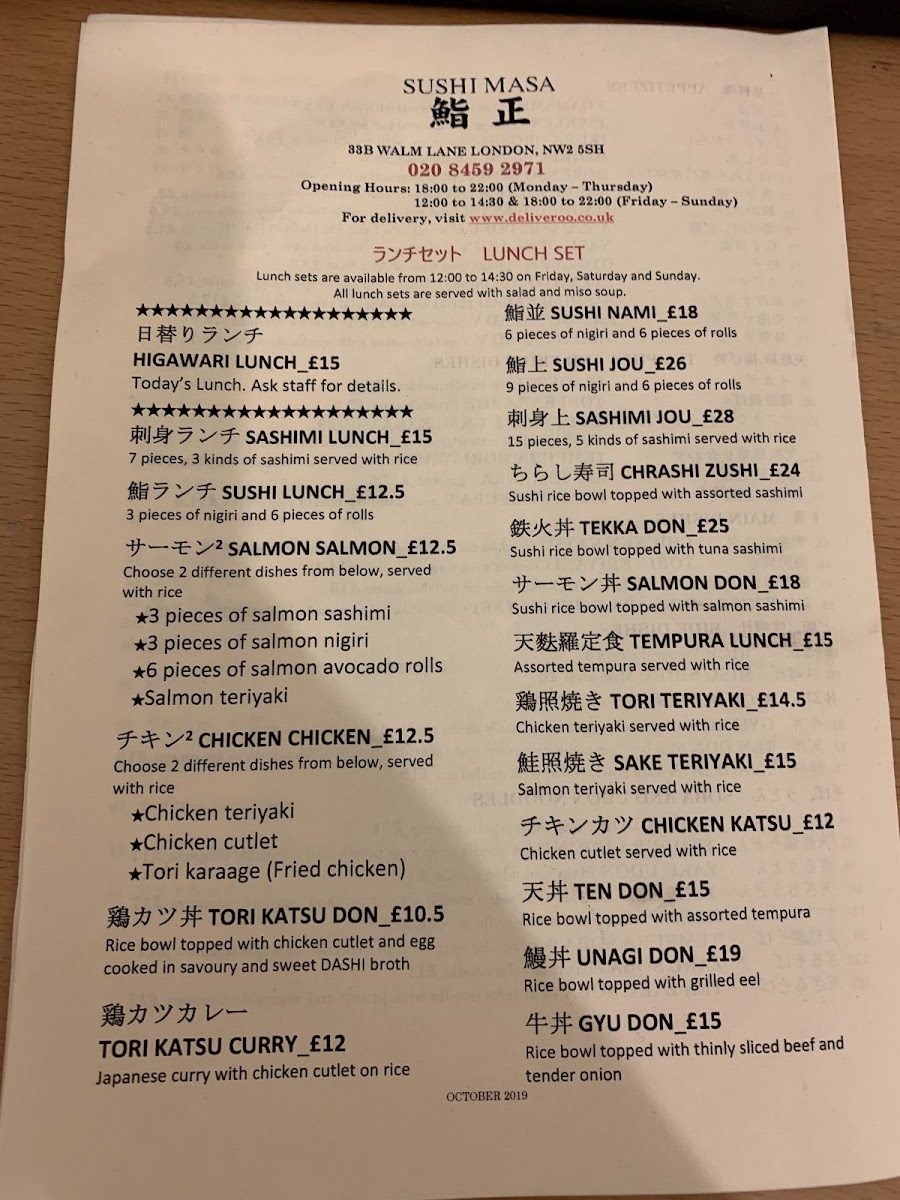 SUSHI MASA
鮨 正
33B WALM LANE LONDON, NW2 5SH
020 8459 2971
Opening Hours: 18:00 to 22:00 (Monday – Thursday)
12:00 to 14:30 & 18:00 to 22:00 (Friday – Sunday)
For delivery, visit www.deliveroo.co.uk
ランチセット LUNCH SET
Lunch sets are available from 12:00 to 14:30 on Friday, Saturday and Sunday.
All lunch sets are served with salad and miso soup.
★★★★★★★★★★★★★★★★★★★
日替りランチ
HIGAWARI LUNCH_£15
Today's Lunch. Ask staff for details.
★★★★★★★★★★★★★★★★★★★
刺身ランチ SASHIMI LUNCH_£15
7 pieces, 3 kinds of sashimi served with rice
鮨ランチ SUSHI LUNCH_£12.5
3 pieces of nigiri and 6 pieces of rolls
サーモン² SALMON SALMON_£12.5
Choose 2 different dishes from below, served
with rice
★3 pieces of salmon sashimi
★3 pieces of salmon nigiri
★6 pieces of salmon avocado rolls
★Salmon teriyaki
チキン² CHICKEN CHICKEN_£12.5
Choose 2 different dishes from below, served
with rice
★Chicken teriyaki
★Chicken cutlet
★Tori karaage (Fried chicken)
鶏カツ丼 TORI KATSU DON_£10.5
Rice bowl topped with chicken cutlet and egg
cooked in savoury and sweet DASHI broth
鶏カツカレー
TORI KATSU CURRY_£12
Japanese curry with chicken cutlet on rice
鮨並 SUSHI NAMI_£18
6 pieces of nigiri and 6 pieces of rolls
鮨上 SUSHI JOU_£26
9 pieces of nigiri and 6 pieces of rolls
刺身上 SASHIMI JOU_£28
15 pieces, 5 kinds of sashimi served with rice
ちらし寿司 CHRASHI ZUSHI_£24
Sushi rice bowl topped with assorted sashimi
鉄火丼 TEKKA DON_£25
Sushi rice bowl topped with tuna sashimi
サーモン丼 SALMON DON_£18
Sushi rice bowl topped with salmon sashimi
天麩羅定食 TEMPURA LUNCH_£15
Assorted tempura served with rice
鶏照焼き TORI TERIYAKI_£14.5
Chicken teriyaki served with rice
鮭照焼き SAKE TERIYAKI_£15
Salmon teriyaki served with rice
チキンカツ CHICKEN KATSU_£12
Chicken cutlet served with rice
天丼 TEN DON_£15
Rice bowl topped with assorted tempura
鰻丼 UNAGI DON_£19
Rice bowl topped with grilled eel
牛丼 GYU DON_£15
Rice bowl topped with thinly sliced beef and
tender onion
OCTOBER 2019